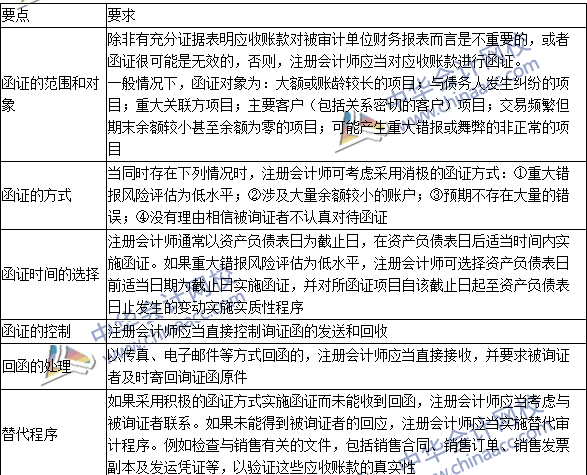 要点 要求
除非有充分证据表明应收账款对被审计单位财务报表而言是不重要的，或者
函证很可能是无效的，否则，注册会计师应当对应收账款进行函证。
函证的范围和对象
一般情况下，函证对象为：大额或账龄较长的项目；与债务人发生纠纷的项
目；重大关联方项目；主要客户（包括关系密切的客户）项目；交易频繁但
期末余额较小甚至余额为零的项目；可能产生重大错报或舞弊的非正常的项
目
当同时存在下列情况时，注册会计师可考虑采用消极的函证方式：①重大错
函证的方式 报风险评估为低水平；②涉及大量余额较小的账户；③预期不存在大量的错
误；④没有理由相信被询证者不认真对待函证
注册会计师通常以资产负债表日为截止日，在资产负债表日后适当时间内实
函证时间的选择 施函证。如果重大错报风险评估为低水平，注册会计师可选择资产负债表日
前适当日期为截止日实施函证，并对所函证项目自该截止日起至资产负债表
日止发生的变动实施实质性程序
函证的控制 注册会计师应当直接控制询证函的发送和回收
回函的处理 以传真、电子邮件等方式回函的，注册会计师应当直接接收，并要求被询证
者及时寄回询证函原件
如果采用积极的函证方式实施函证而未能收到回函，注册会计师应当考虑与
替代程序 被询证者联系。如果未能得到被询证者的回应，注册会计师应当实施替代审
计程序。例如检查与销售有关的文件，包括销售合同、销售订单、销售发票
副本及发运凭证等，以验证这些应收账款的真实性
中华会计网校
www.chinaacc.com